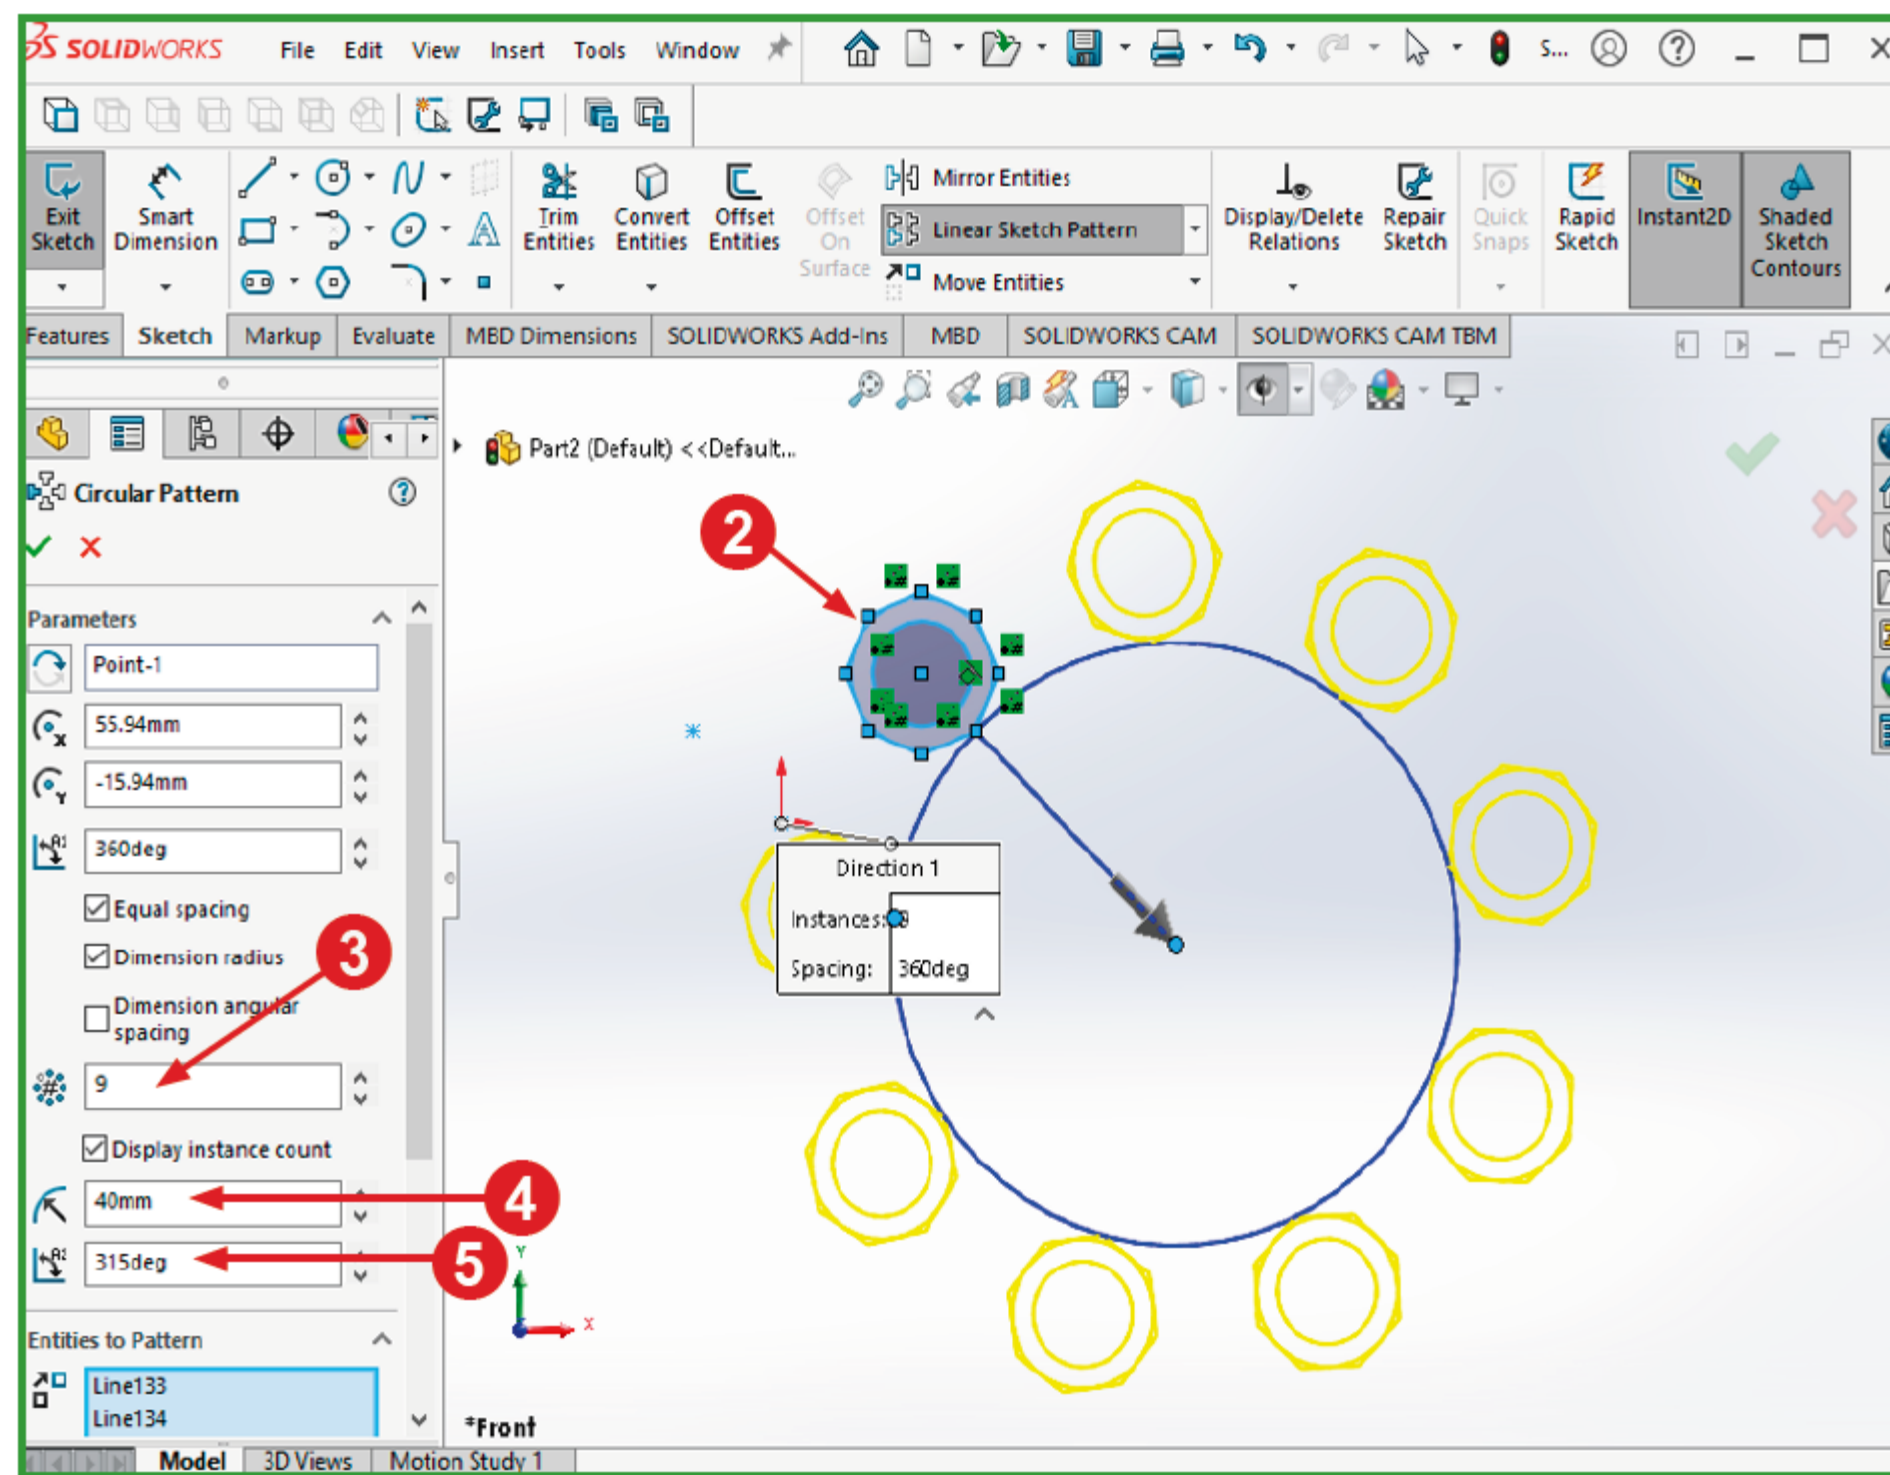 SOLIDWORKS File Edit View Insert Tools Window S...
Exit Sketch
Smart Dimension
Trim Entities
Convert Entities
Offset Entities
Offset On Surface
Mirror Entities
Linear Sketch Pattern
Move Entities
Display/Delete Relations
Repair Sketch
Quick Snaps
Rapid Sketch
Instant2D
Shaded Sketch Contours
Features Sketch Markup Evaluate MBD Dimensions SOLIDWORKS Add-Ins MBD SOLIDWORKS CAM SOLIDWORKS CAM TBM
Part2 (Default) <<Default...
Circular Pattern
2
Parameters
Point-1
55.94mm
-15.94mm
360deg
Equal spacing
Dimension radius
3
Dimension angular
spacing
9
Display instance count
40mm
4
315deg
5
Entities to Pattern
Line133
Line134
Direction 1
Instances: 9
Spacing: 360deg
Y
X
*Front
Model 3D Views Motion Study 1